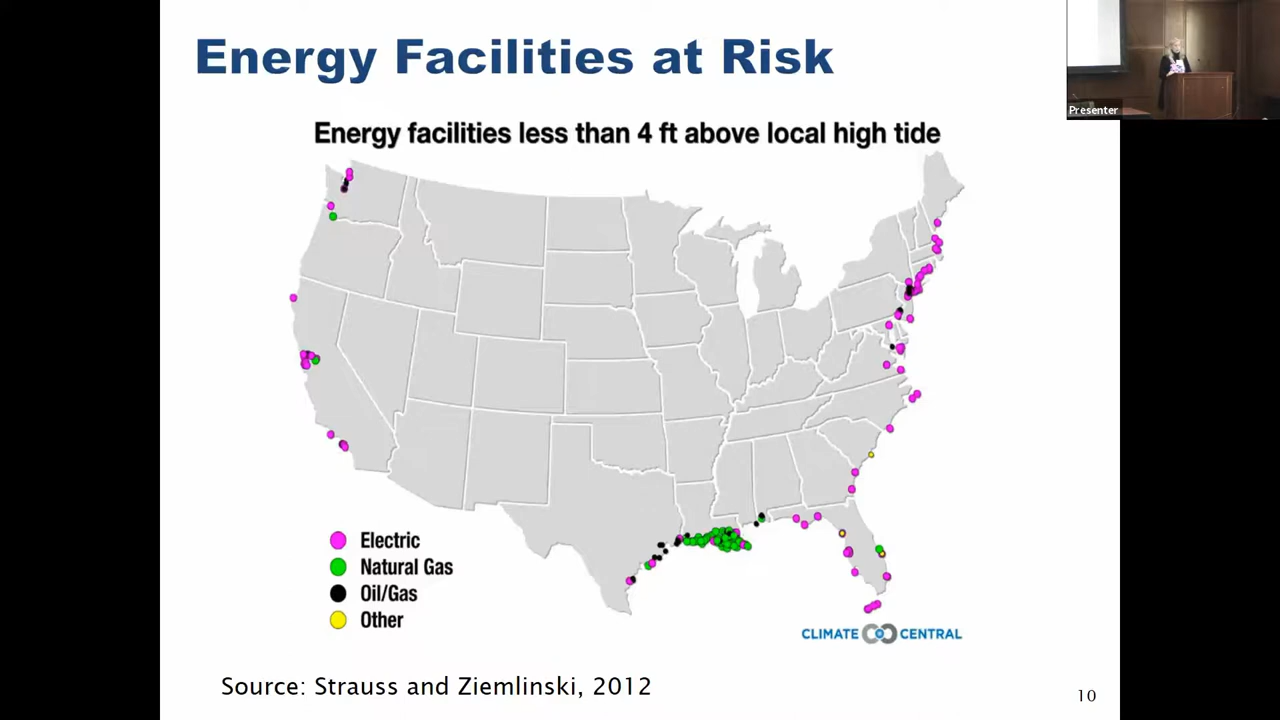 Energy Facilities at Risk
Presenter
Energy facilities less than 4 ft above local high tide
Electric
Natural Gas
Oil/Gas
Other
CLIMATE CENTRAL
Source: Strauss and Ziemlinski, 2012
10